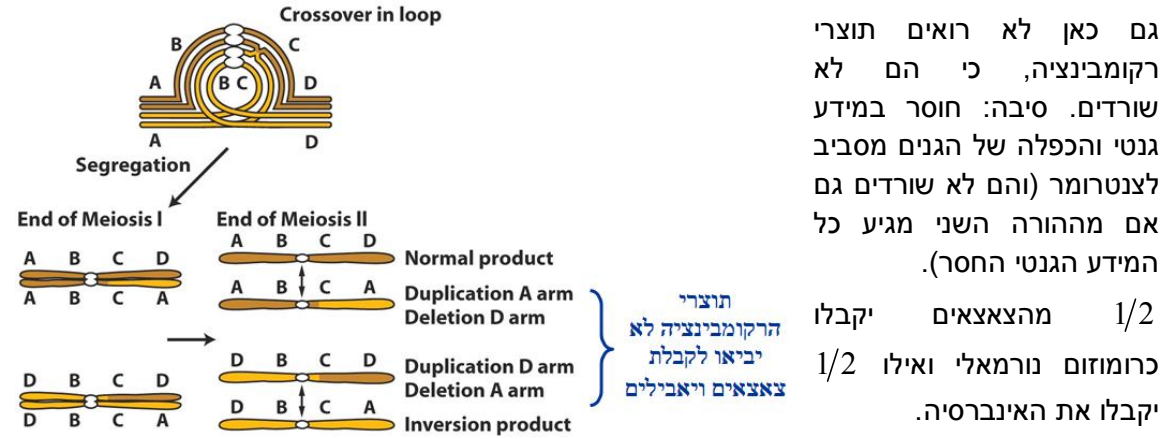 Crossover in loop
B C
A B C D
A D
Segregation
End of Meiosis I
A B C D
A B C A
D B C D
D B C A
End of Meiosis II
A B C D
Normal product
A B C A
Duplication A arm
Deletion D arm
D B C D
Duplication D arm
Deletion A arm
D B C A
Inversion product
תוצרי
הרקומבינציה לא
יביאו לקבלת
צאצאים ויאבילים
גם כאן לא רואים תוצרי
רקומבינציה, כי הם לא
שורדים. סיבה: חוסר במידע
גנטי והכפלה של הגנים מסביב
לצנטרומר (והם לא שורדים גם
אם מההורה השני מגיע כל
המידע הגנטי החסר).
1/2 מהצאצאים יקבלו
כרומוזום נורמאלי ואילו 1/2
יקבלו את האינברסיה.